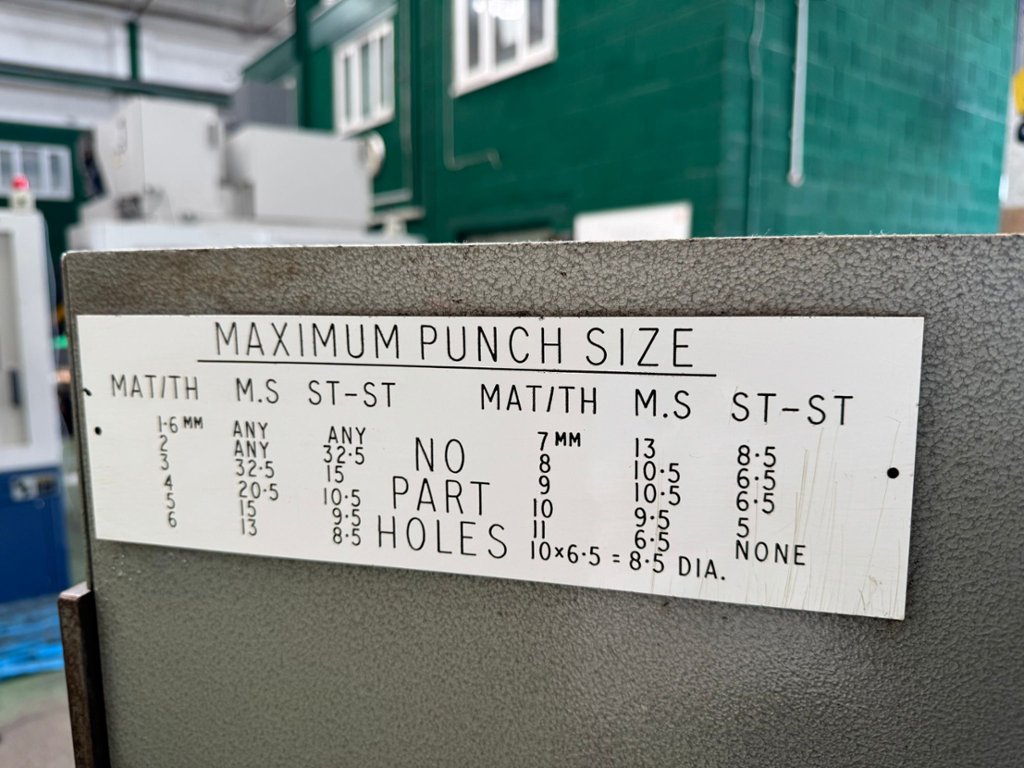 MAXIMUM PUNCH SIZE
MAT/TH M.S ST-ST
1·6 MM ANY ANY
2 ANY 32·5
3 32·5 15
4 20·5 10·5
5 15 9·5
6 13 8·5
NO
PART
HOLES
MAT/TH M.S ST-ST
7 MM 13 8·5
8 10·5 6·5
9 10·5 6·5
10 9·5 5
11 6·5 NONE
10×6·5 = 8·5 DIA.